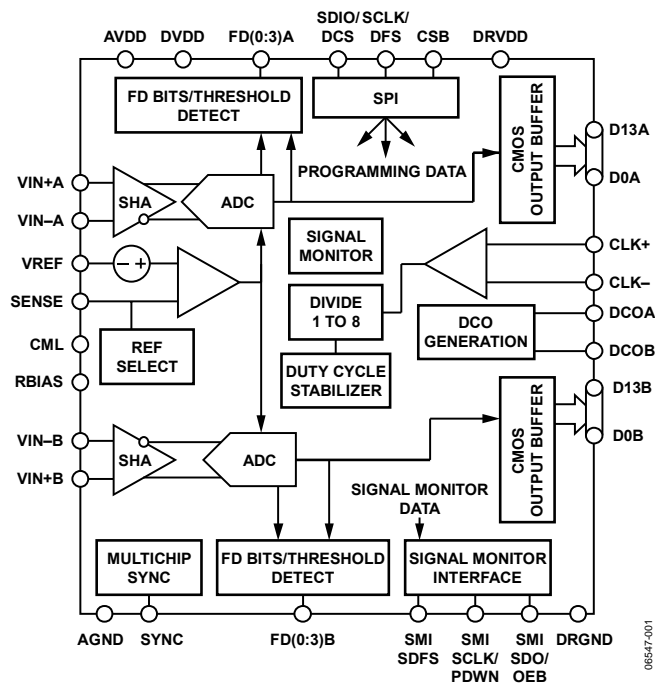 SDIO/ SCLK/
AVDD DVDD FD(0:3)A DCS DFS CSB DRVDD
FD BITS/THRESHOLD
DETECT
SPI
PROGRAMMING DATA
CMOS
OUTPUT BUFFER
D13A
D0A
VIN+A
VIN–A
SHA
ADC
VREF
– +
SENSE
REF
SELECT
CML
RBIAS
SIGNAL
MONITOR
DIVIDE
1 TO 8
DUTY CYCLE
STABILIZER
CLK+
CLK–
DCO
GENERATION
DCOA
DCOB
CMOS
OUTPUT BUFFER
D13B
D0B
VIN–B
VIN+B
SHA
ADC
SIGNAL MONITOR
DATA
MULTICHIP
SYNC
FD BITS/THRESHOLD
DETECT
SIGNAL MONITOR
INTERFACE
AGND SYNC FD(0:3)B
SMI
SDFS
SMI
SCLK/
PDWN
SMI
SDO/
OEB
DRGND
06547-001